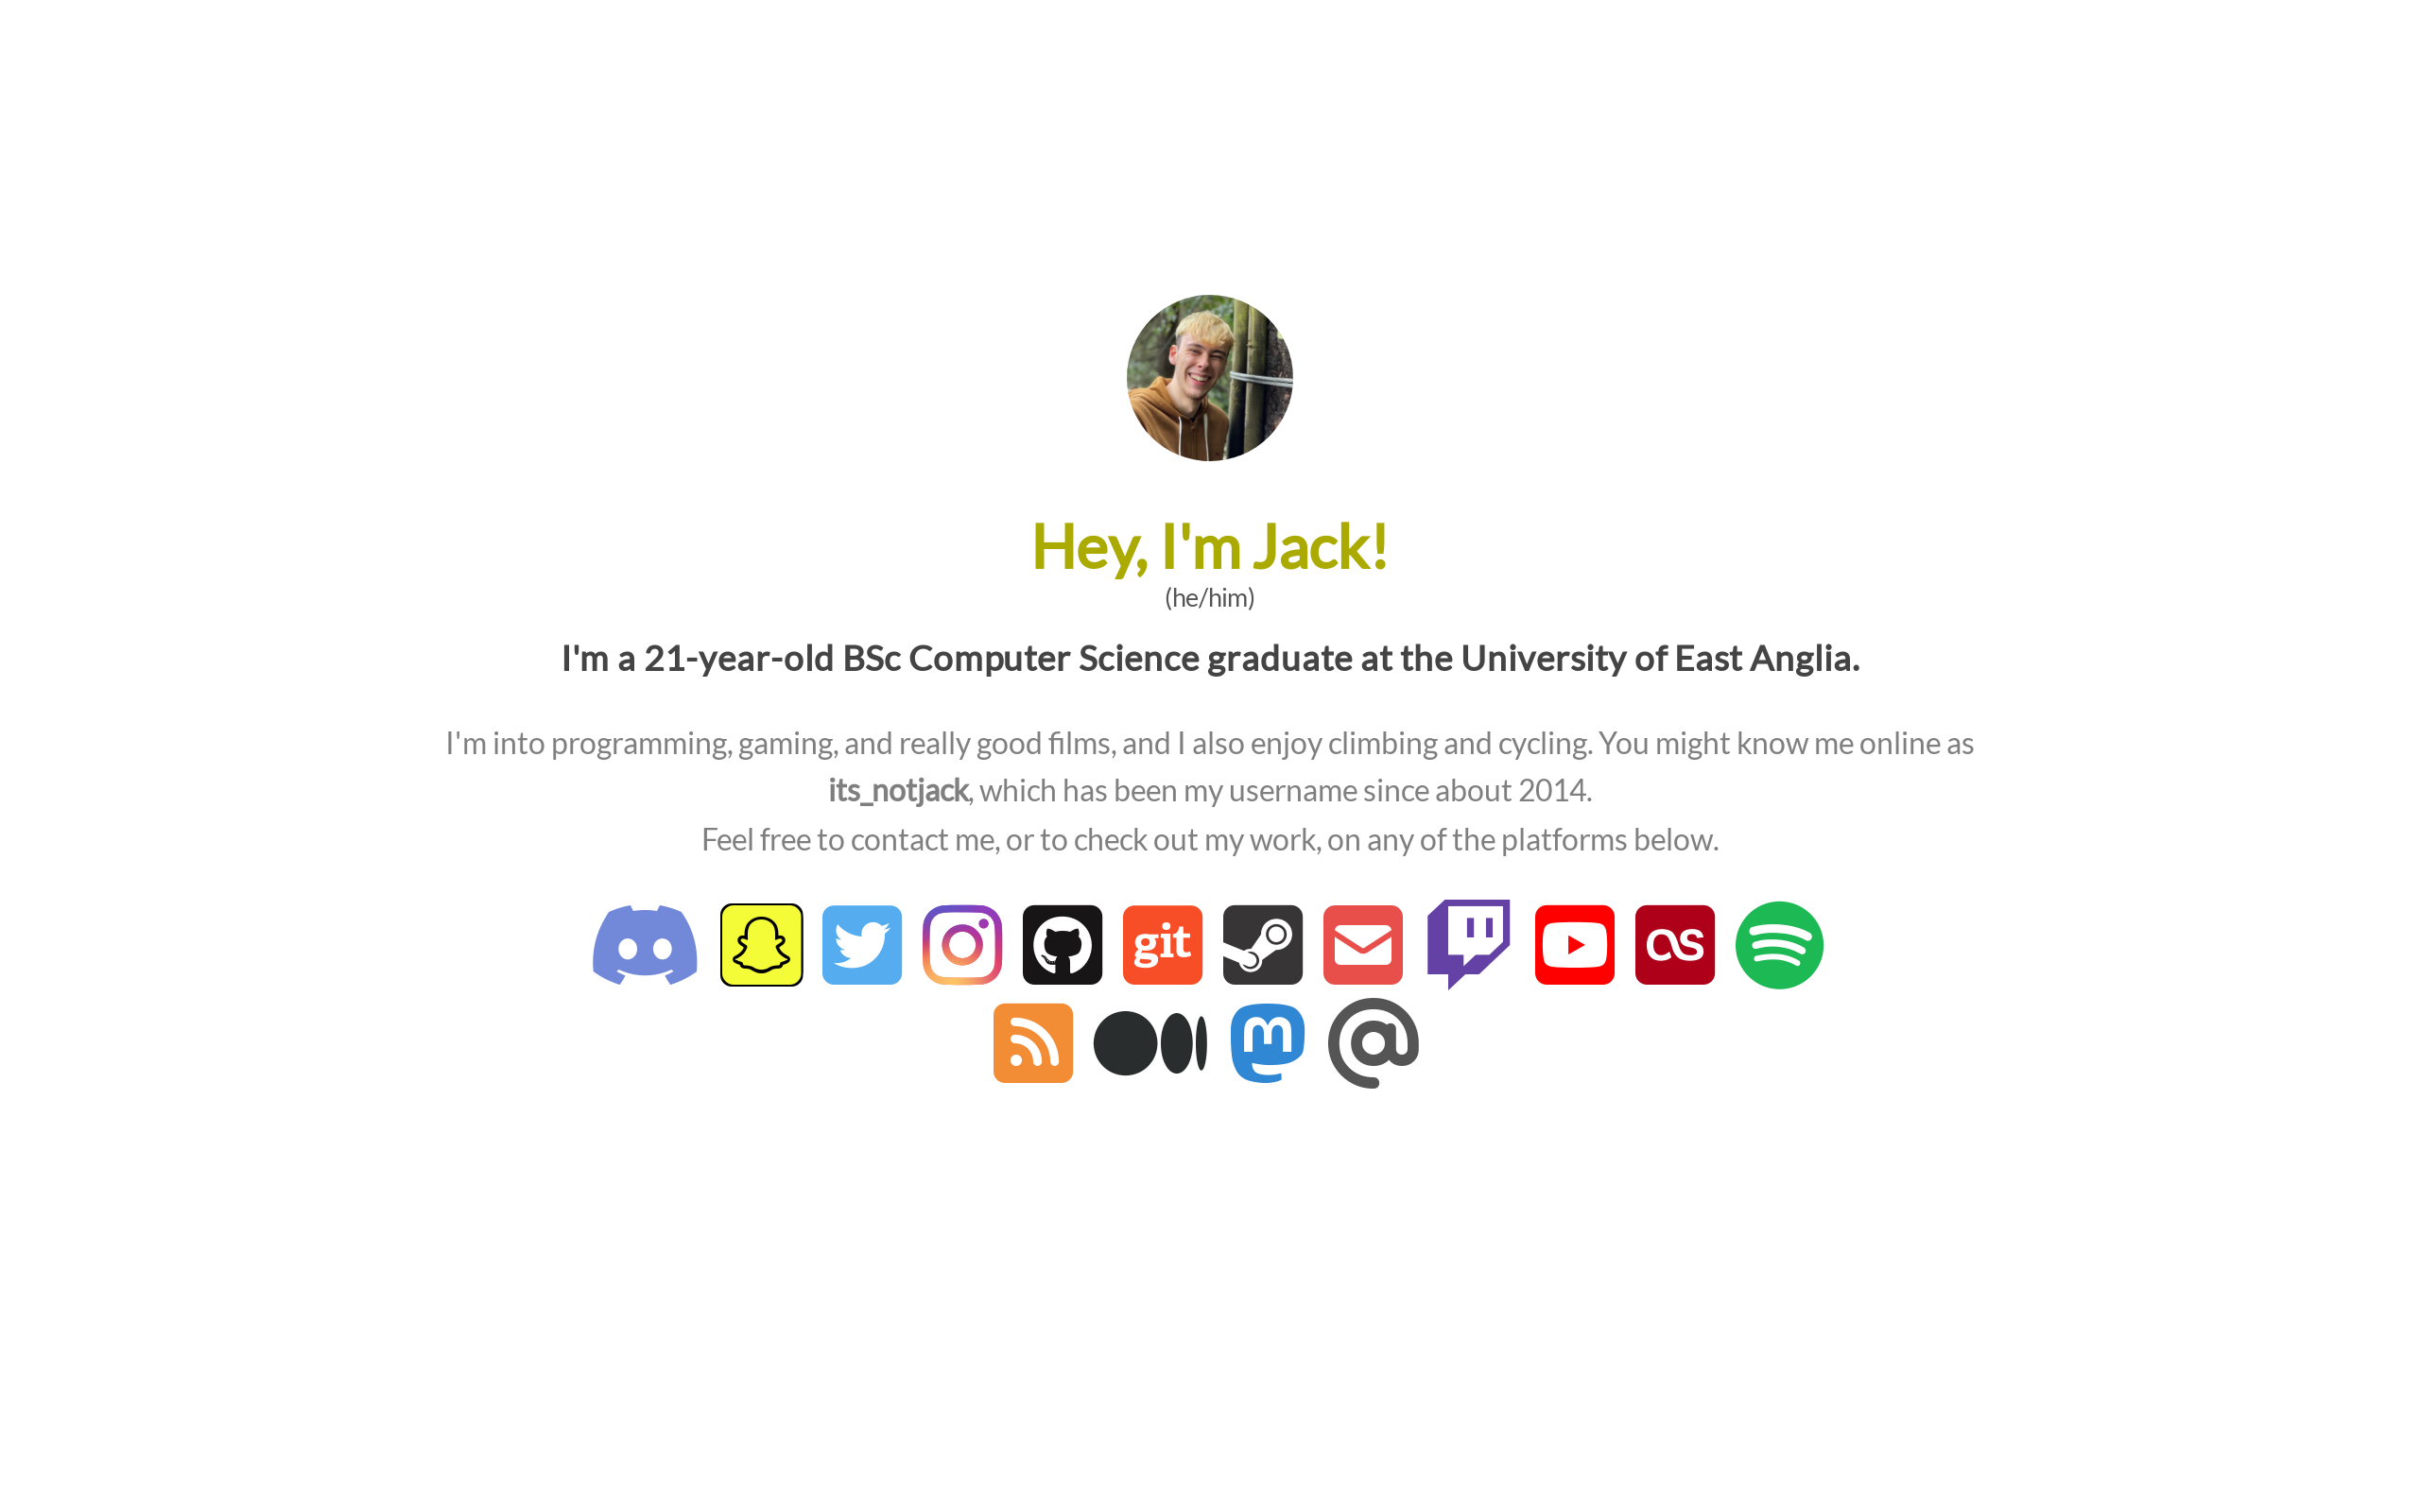 Hey, I'm Jack!
(he/him)
I'm a 21-year-old BSc Computer Science graduate at the University of East Anglia.
I'm into programming, gaming, and really good films, and I also enjoy climbing and cycling. You might know me online as
its_notjack, which has been my username since about 2014.
Feel free to contact me, or to check out my work, on any of the platforms below.
git